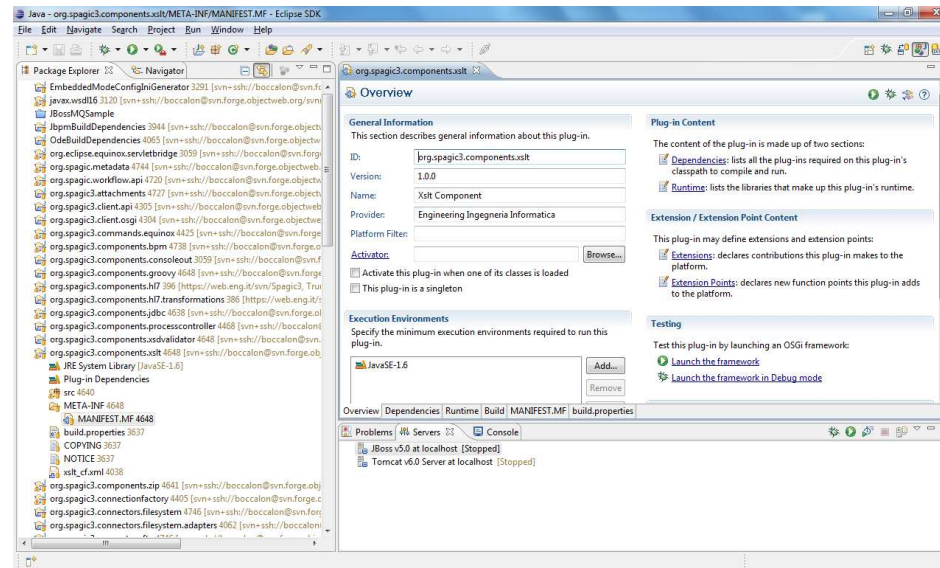 Java - org.spagic3.components.xslt/META-INF/MANIFEST.MF - Eclipse SDK
File Edit Navigate Search Project Run Window Help
Package Explorer Navigator
EmbeddedModeConfigIniGenerator 3291 [svn+ssh://boccalon@svn.fo
javax.wsdl16 3120 [svn+ssh://boccalon@svn.forge.objectweb.org/svn
JBossMQSample
JbpmBuildDependencies 3944 [svn+ssh://boccalon@svn.forge.objectw
OdeBuildDependencies 4065 [svn+ssh://boccalon@svn.forge.objectw
org.eclipse.equinox.servletbridge 3059 [svn+ssh://boccalon@svn.forg
org.spagic.metadata 4744 [svn+ssh://boccalon@svn.forge.objectweb.
org.spagic.workflow.api 4720 [svn+ssh://boccalon@svn.forge.object
org.spagic3.attachments 4727 [svn+ssh://boccalon@svn.forge.object
org.spagic3.client.api 4305 [svn+ssh://boccalon@svn.forge.objectweb
org.spagic3.client.osgi 4304 [svn+ssh://boccalon@svn.forge.objectwe
org.spagic3.commands.equinox 4425 [svn+ssh://boccalon@svn.forge
org.spagic3.components.bpm 4738 [svn+ssh://boccalon@svn.forge.o
org.spagic3.components.consoleout 3059 [svn+ssh://boccalon@svn.f
org.spagic3.components.groovy 4648 [svn+ssh://boccalon@svn.forge
org.spagic3.components.hl7 396 [https://web.eng.it/svn/Spagic3, Tru
org.spagic3.components.hl7.transformations 386 [https://web.eng.it/s
org.spagic3.components.jdbc 4638 [svn+ssh://boccalon@svn.forge.ol
org.spagic3.components.processcontroller 4468 [svn+ssh://boccalon
org.spagic3.components.xsdvalidator 4648 [svn+ssh://boccalon@svn.
org.spagic3.components.xslt 4648 [svn+ssh://boccalon@svn.forge.ob
JRE System Library [JavaSE-1.6]
Plug-in Dependencies
src 4640
META-INF 4648
MANIFEST.MF 4648
build.properties 3637
COPYING 3637
NOTICE 3637
xslt_cf.xml 4038
org.spagic3.components.zip 4641 [svn+ssh://boccalon@svn.forge.obj
org.spagic3.connectionfactory 4405 [svn+ssh://boccalon@svn.forge.c
org.spagic3.connectors.filesystem 4746 [svn+ssh://boccalon@svn.forg
org.spagic3.connectors.filesystem.adapters 4062 [svn+ssh://boccalon
org.spagic3.components.xslt
Overview
General Information
This section describes general information about this plug-in.
ID: org.spagic3.components.xslt
Version: 1.0.0
Name: Xslt Component
Provider: Engineering Ingegneria Informatica
Platform Filter:
Activator: Browse...
Activate this plug-in when one of its classes is loaded
This plug-in is a singleton
Execution Environments
Specify the minimum execution environments required to run this
plug-in.
JavaSE-1.6 Add...
Remove
Plug-in Content
The content of the plug-in is made up of two sections:
Dependencies: lists all the plug-ins required on this plug-in's
classpath to compile and run.
Runtime: lists the libraries that make up this plug-in's runtime.
Extension / Extension Point Content
This plug-in may define extensions and extension points:
Extensions: declares contributions this plug-in makes to the
platform.
Extension Points: declares new function points this plug-in adds
to the platform.
Testing
Test this plug-in by launching an OSGi framework:
Launch the framework
Launch the framework in Debug mode
Overview Dependencies Runtime Build MANIFEST.MF build.properties
Problems Servers Console
JBoss v5.0 at localhost [Stopped]
Tomcat v6.0 Server at localhost [Stopped]